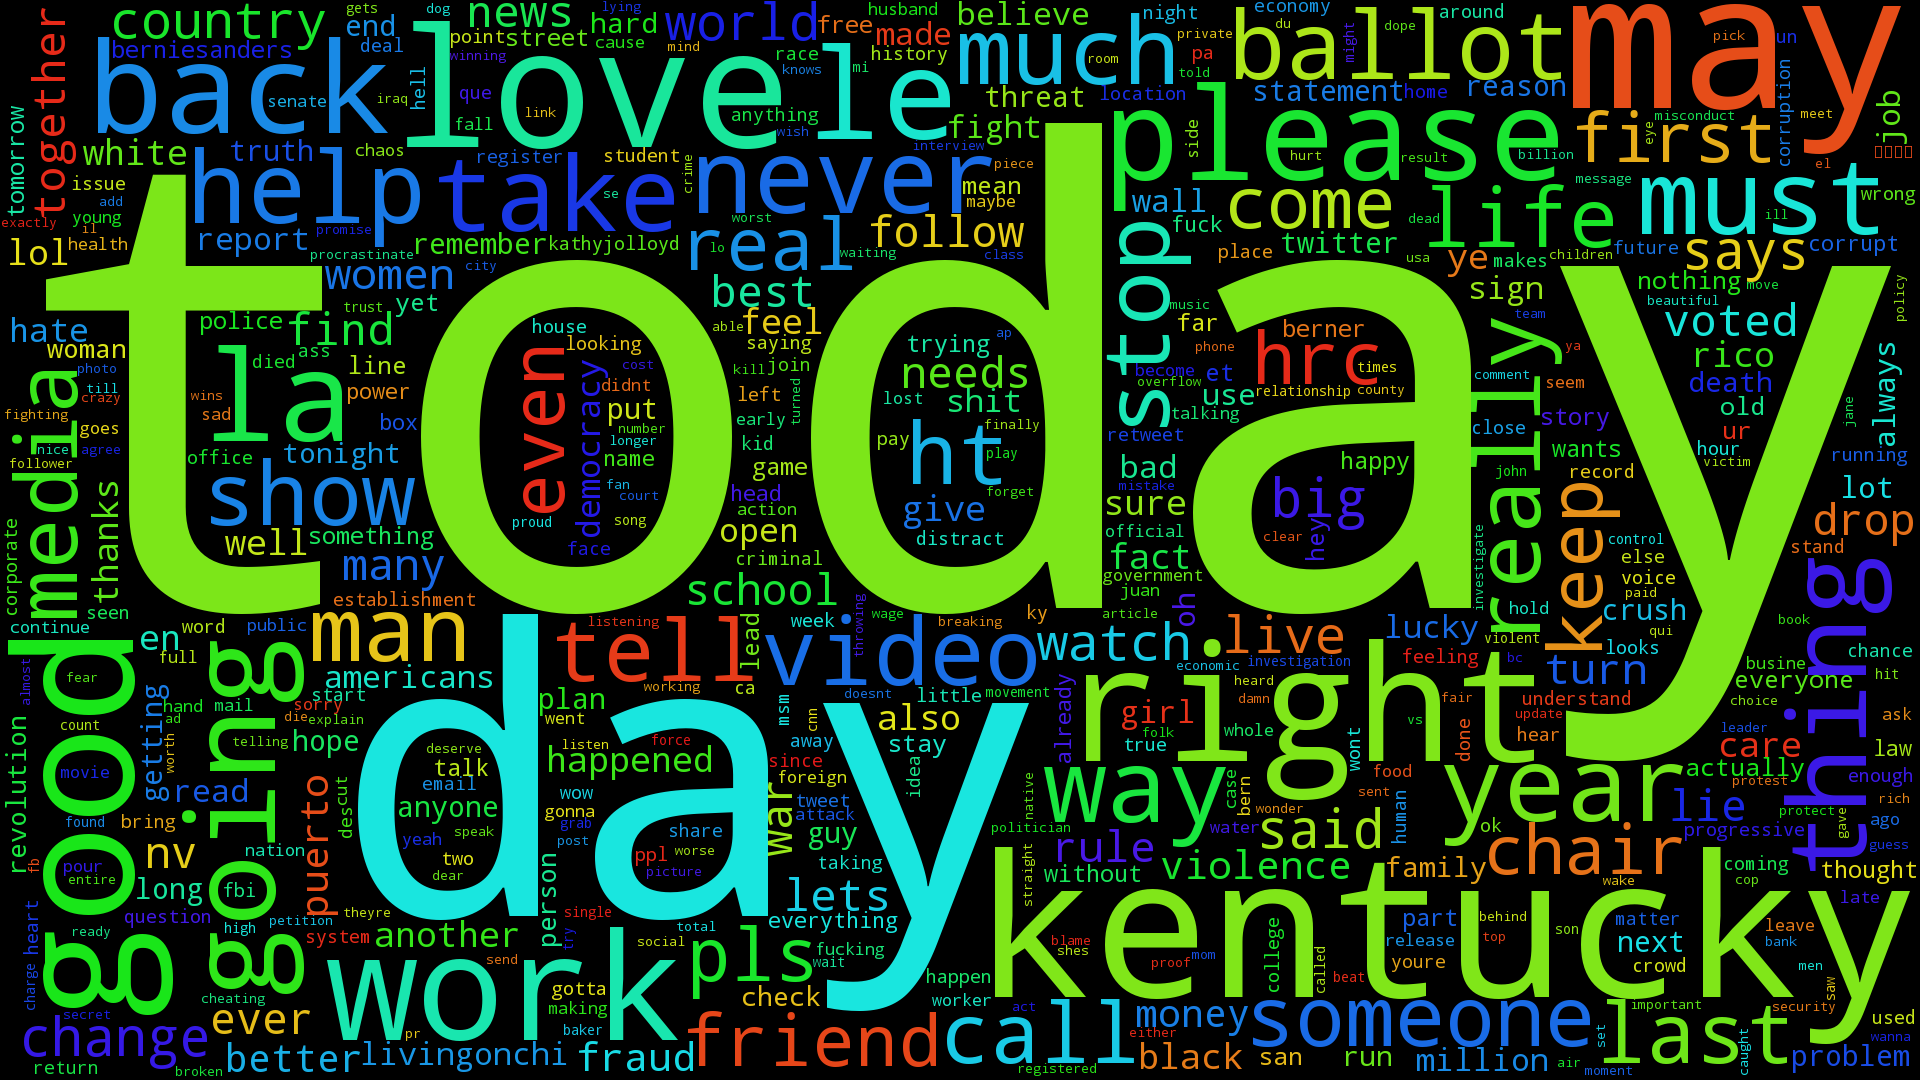 today
day
kentucky
may
love
right
good
work
back
please
never
take
help
le
much
ballot
must
life
come
first
stop
real
la
ht
show
media
going
man
tell
video
way
year
really
keep
thing
someone
call
last
friend
pls
said
chair
live
watch
big
hrc
says
voted
country
news
world
believe
made
together
white
women
find
even
needs
shit
best
feel
follow
fight
threat
wall
twitter
fuck
statement
reason
job
corruption
corrupt
future
sign
ye
rico
death
story
always
lot
drop
crush
turn
lucky
girl
war
also
happened
anyone
americans
establishment
many
something
tonight
well
thanks
hate
woman
lol
issue
young
health
report
truth
remember
kathyjolloyd
berniesanders
end
deal
senate
iraq
hell
gets
dog
lying
point
street
cause
hard
free
husband
race
history
knows
mind
winning
que
fall
link
anything
wish
chaos
register
student
crime
se
tomorrow
exactly
add
il
promise
procrastinate
city
yet
trust
police
died
ass
line
power
sad
wins
box
office
photo
till
crazy
fighting
goes
nice
agree
follower
corporate
seen
continue
house
looking
didnt
democracy
put
number
longer
name
fan
court
proud
song
face
cost
kill
able
saying
join
left
early
turned
kid
game
head
action
open
criminal
school
trying
lost
finally
pay
play
forget
give
distract
ap
interview
piece
mean
maybe
worst
lo
waiting
class
night
private
economy
du
dope
around
might
room
told
pa
mi
location
home
side
hurt
result
billion
eye
misconduct
meet
pick
un
el
message
wrong
dead
ill
place
usa
makes
children
nothing
beautiful
move
policy
music
far
phone
berner
times
relationship
county
become
overflow
et
use
talking
retweet
mistake
bad
sure
official
fact
government
juan
article
oh
hey
happy
clear
team
ya
comment
seem
close
wants
john
record
investigate
old
ur
hour
victim
jane
running
stand
control
else
voice
paid
hold
qui
looks
violent
bc
understand
update
hear
book
chance
hit
busine
everyone
choice
leader
ask
care
law
actually
enough
protest
rich
protect
lie
progressive
ago
gave
guess
thought
coming
cop
late
family
wake
part
matter
release
youre
behind
top
son
next
crowd
leave
bank
men
saw
security
important
used
wanna
problem
caught
set
air
moment
million
run
san
black
either
registered
money
act
beat
proof
mom
shes
blame
called
college
straight
without
violence
rule
politician
native
water
case
bern
wonder
sent
food
human
ok
wont
vs
fair
done
damn
heard
whole
true
folk
feeling
investigation
economic
already
movement
little
doesnt
breaking
ky
throwing
wage
week
lead
listening
working
ca
msm
cnn
plan
went
stay
away
idea
since
foreign
tweet
attack
guy
taking
lets
everything
fucking
wait
happen
worker
check
total
social
single
try
person
send
gotta
making
baker
fraud
livingonchi
better
ever
change
return
broken
secret
pr
another
system
petition
theyre
high
cheating
question
charge
heart
ready
long
nation
fbi
nv
entire
pour
puerto
desc
cut
email
talk
deserve
yeah
speak
two
dear
wow
gonna
grab
post
share
ppl
worse
picture
listen
force
hope
start
sorry
die
explain
telling
hand
mail
ad
worth
getting
read
bring
found
movie
count
fear
revolution
fb
almost
full
word
en
public